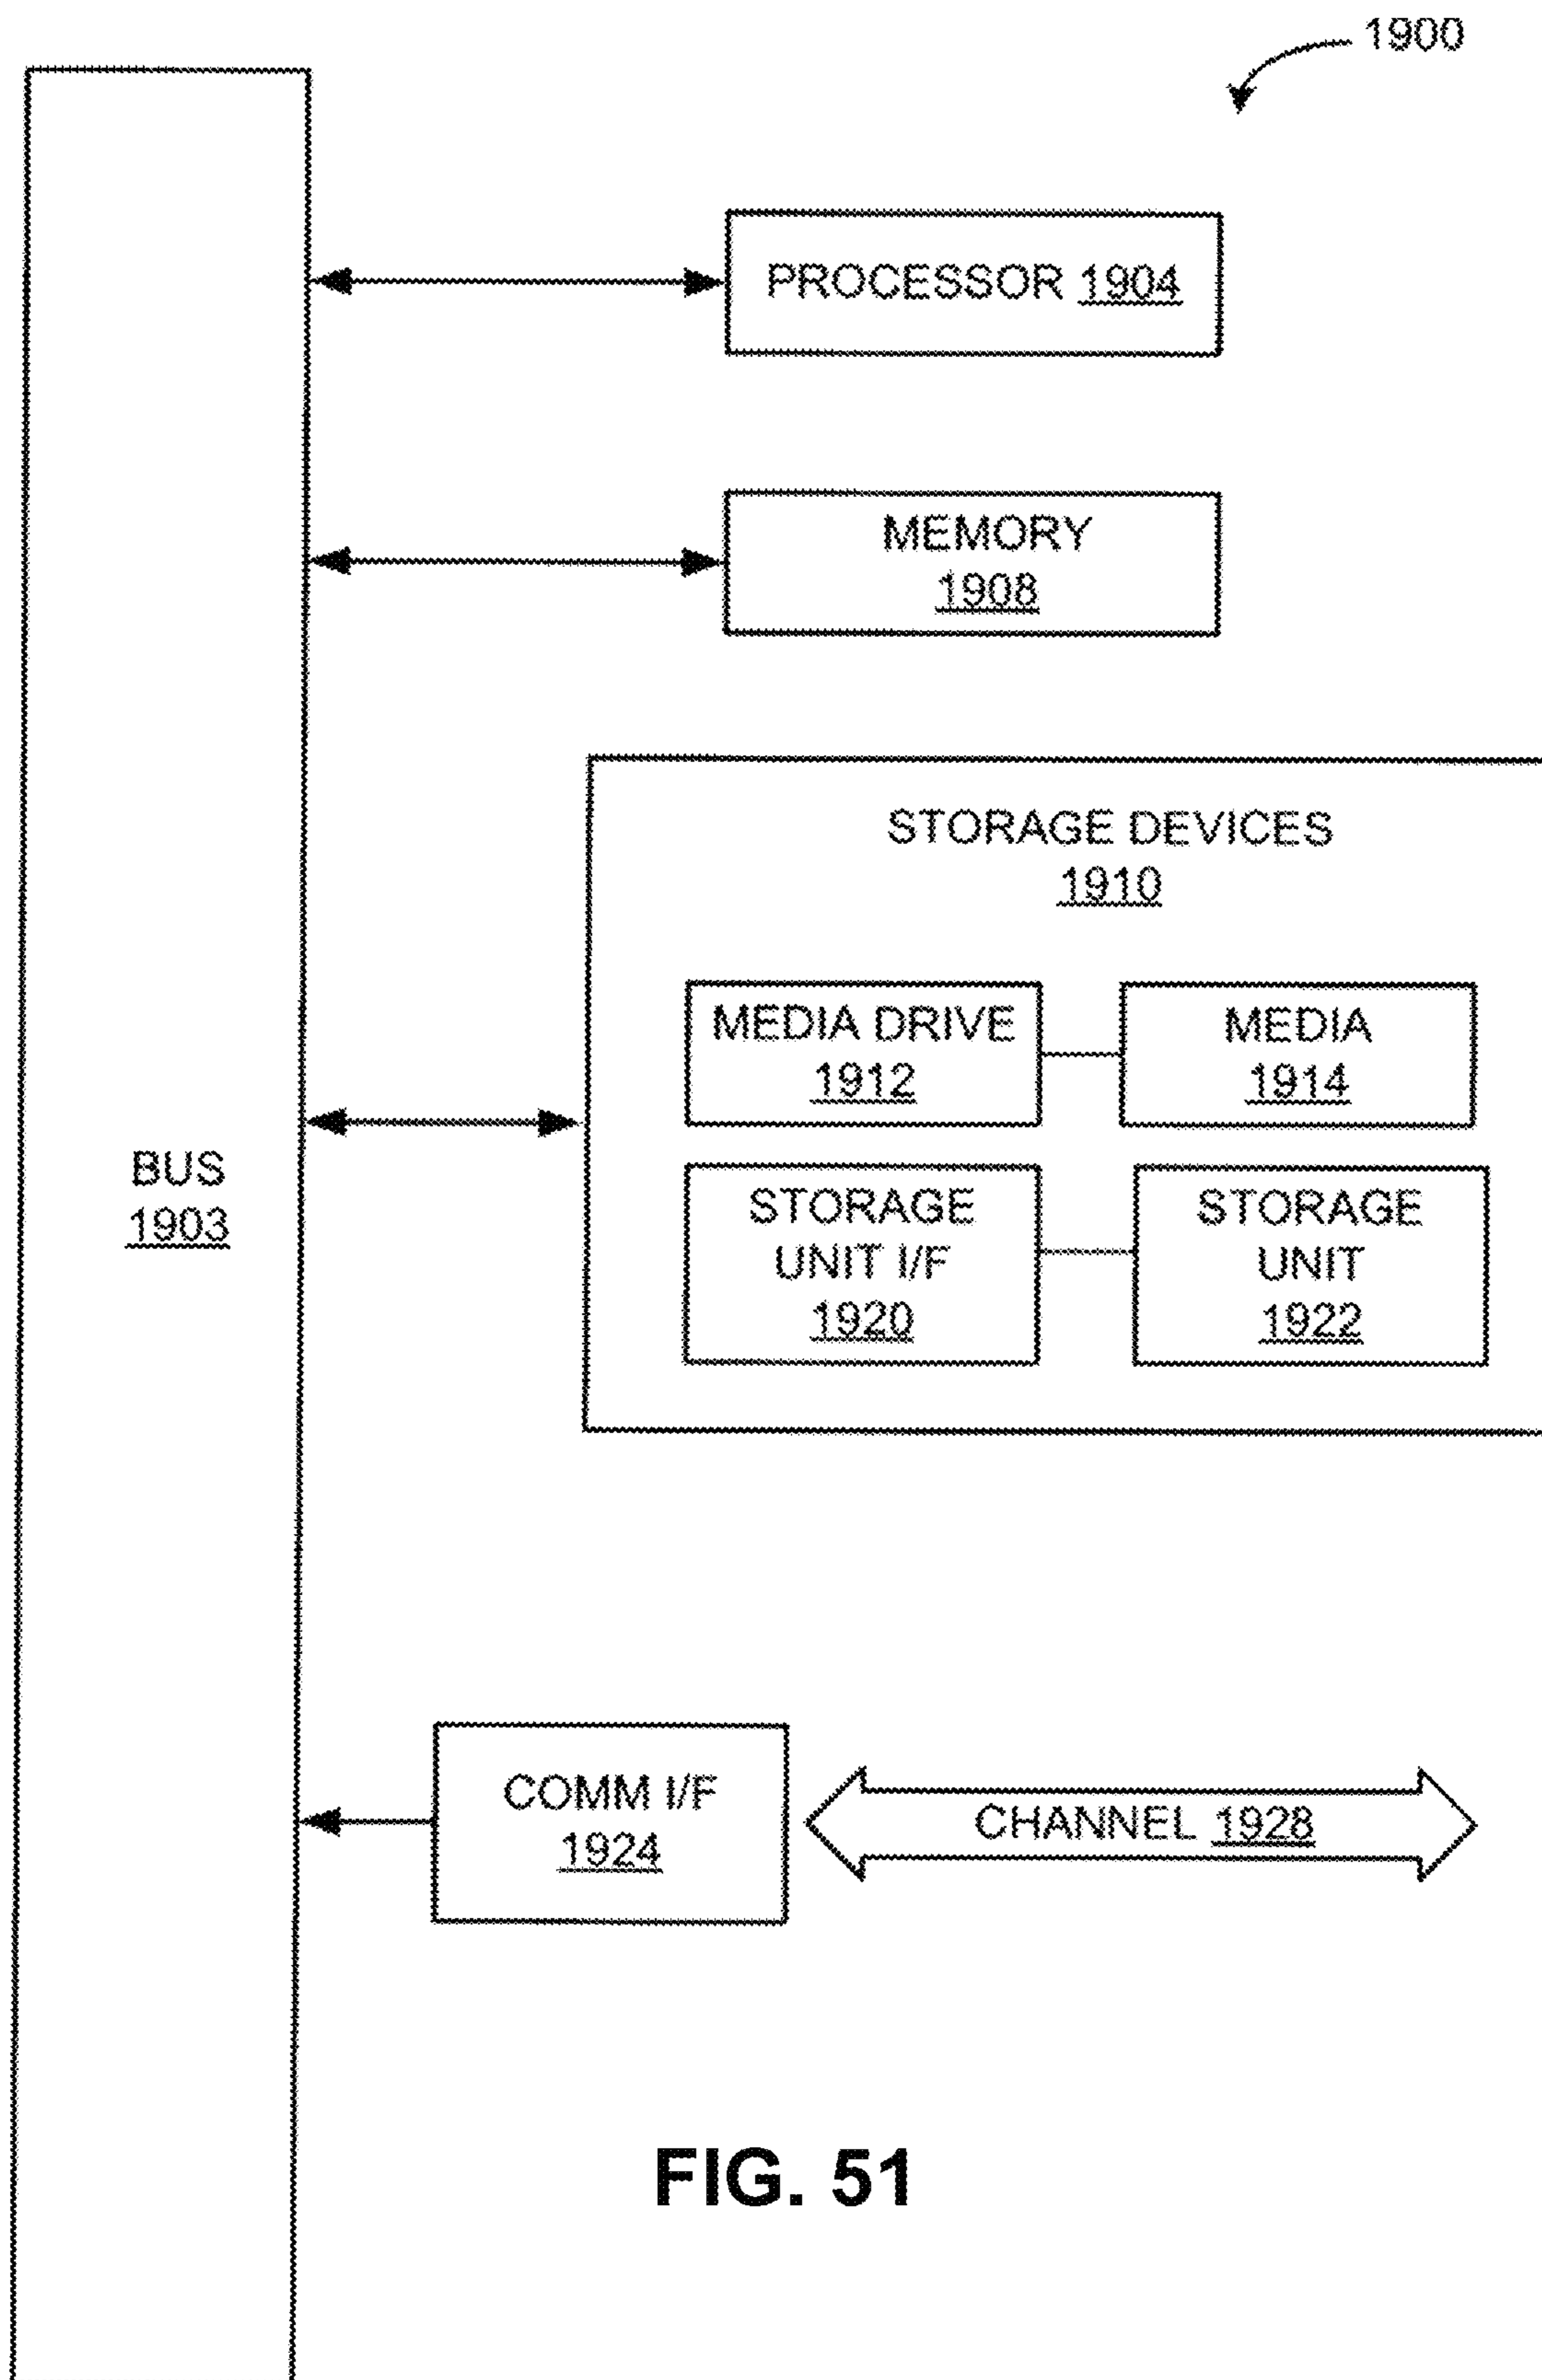 1900
PROCESSOR 1904
MEMORY
1908
STORAGE DEVICES
1910
MEDIA DRIVE
1912
MEDIA
1914
BUS
1903
STORAGE
UNIT I/F
1920
STORAGE
UNIT
1922
COMM I/F
1924
CHANNEL 1928
FIG. 51